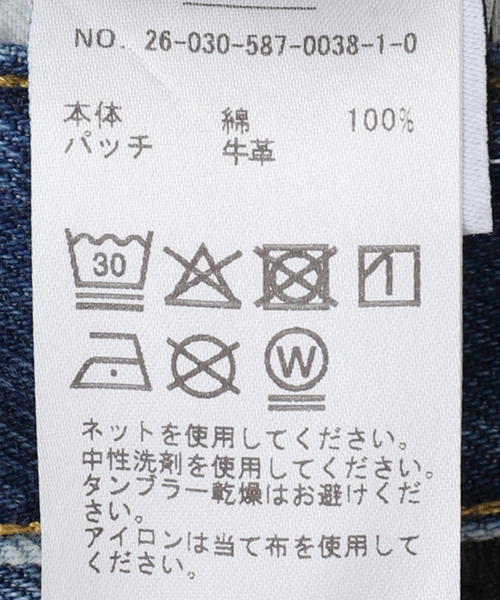 NO. 26-030-587-0038-1-0
本体 綿 100%
パッチ 牛革
30
W
ネットを使用してください。
中性洗剤を使用してください。
タンブラー乾燥はお避けくだ
さい。
アイロンは当て布を使用して
ください。